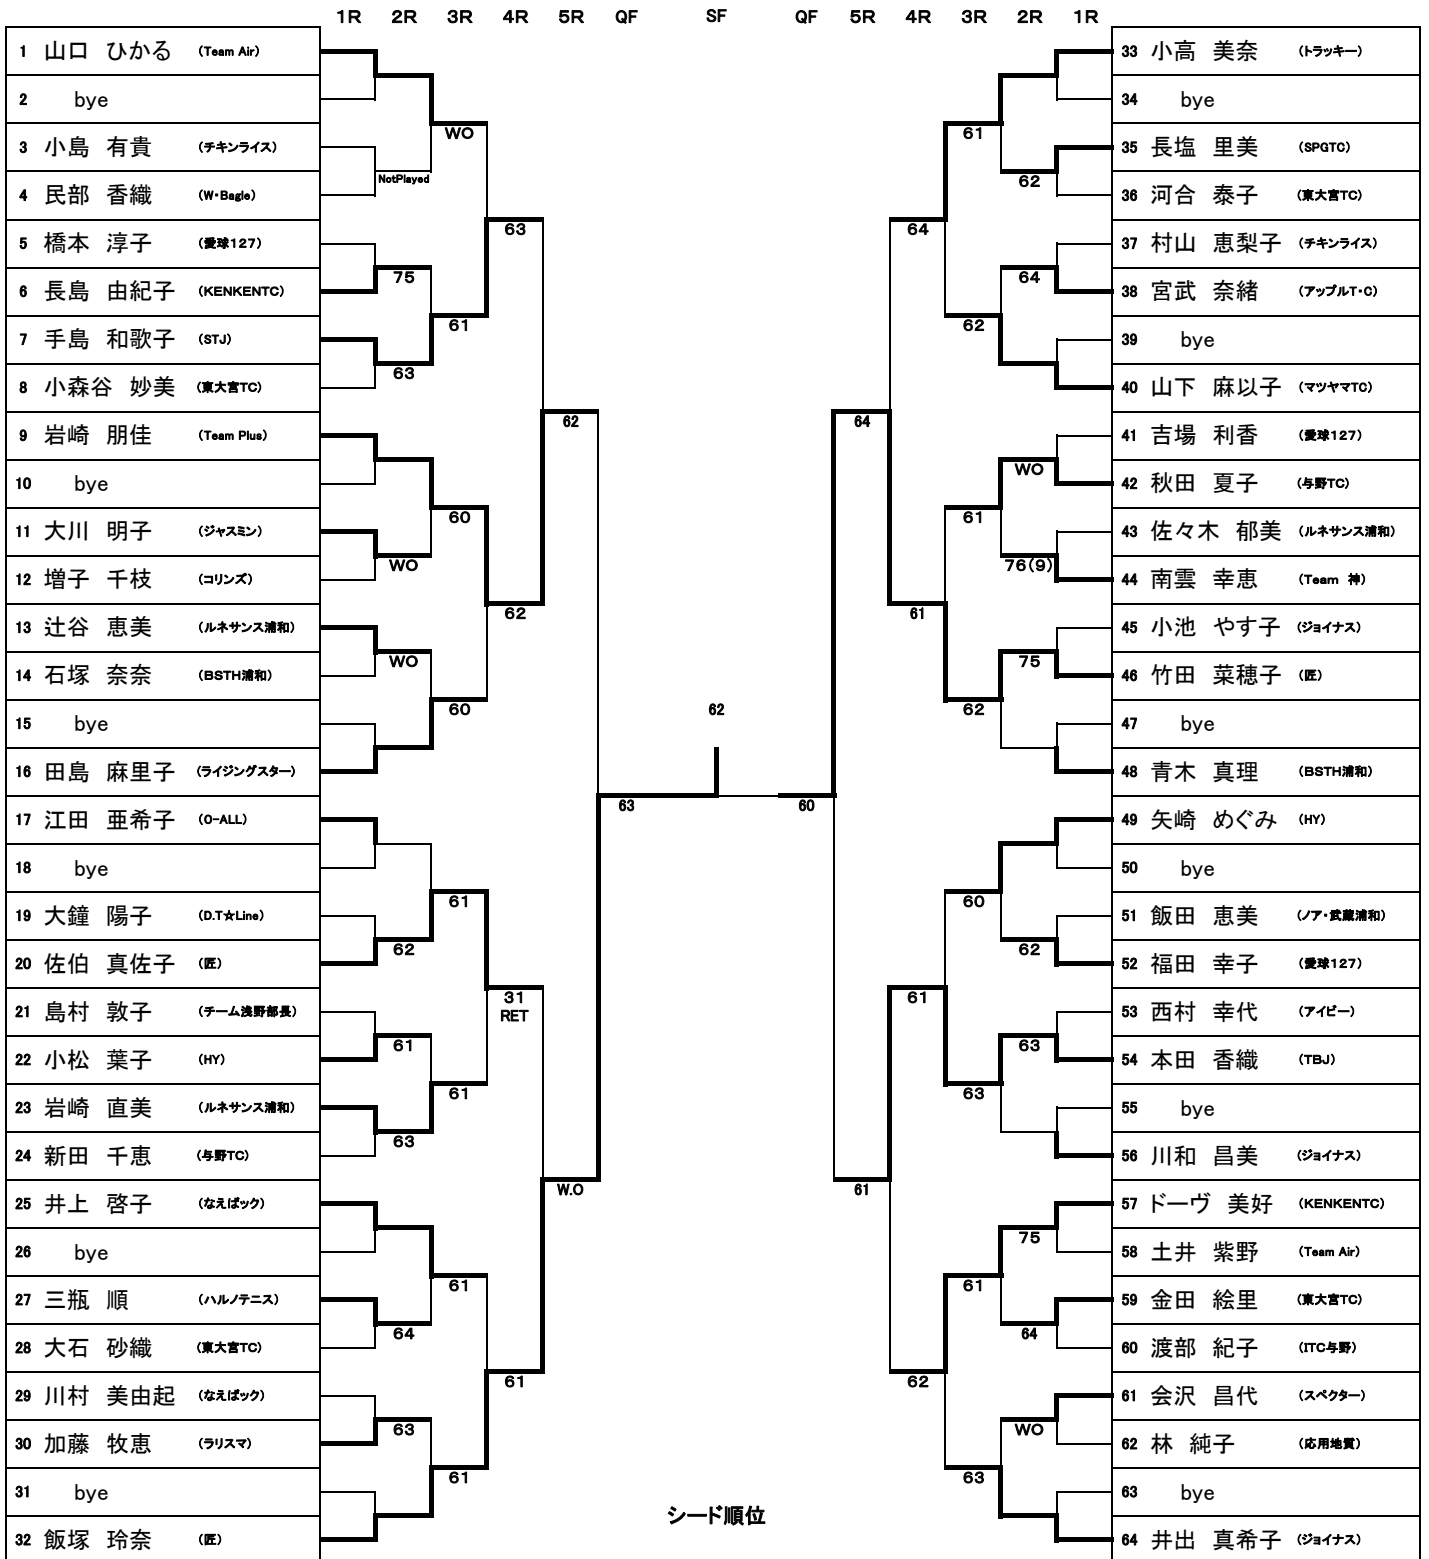 1R 2R 3R 4R 5R QF SF QF 5R 4R 3R 2R 1R
1 山口 ひかる (Team Air)
2 bye
3 小島 有貴 (チキンライス)
4 民部 香織 (W・Bagle)
5 橋本 淳子 (愛球127)
6 長島 由紀子 (KENKENTC)
7 手島 和歌子 (STJ)
8 小森谷 妙美 (東大宮TC)
9 岩崎 朋佳 (Team Plus)
10 bye
11 大川 明子 (ジャスミン)
12 増子 千枝 (コリンズ)
13 辻谷 恵美 (ルネサンス浦和)
14 石塚 奈奈 (BSTH浦和)
15 bye
16 田島 麻里子 (ライジングスター)
17 江田 亜希子 (O-ALL)
18 bye
19 大鐘 陽子 (D.T☆Line)
20 佐伯 真佐子 (匠)
21 島村 敦子 (チーム浅野部長)
22 小松 葉子 (HY)
23 岩崎 直美 (ルネサンス浦和)
24 新田 千恵 (与野TC)
25 井上 啓子 (なえばック)
26 bye
27 三瓶 順 (ハルノテニス)
28 大石 砂織 (東大宮TC)
29 川村 美由起 (なえばック)
30 加藤 牧恵 (ラリスマ)
31 bye
32 飯塚 玲奈 (匠)
NotPlayed
75
63
WO
WO
62
61
63
64
63
WO
61
60
60
61
61
61
61
63
62
31
RET
61
62
W.O
63
62
60
64
61
64
61
61
62
61
62
61
62
60
63
61
63
62
64
WO
76(9)
75
62
63
75
64
WO
33 小高 美奈 (トラッキー)
34 bye
35 長塩 里美 (SPGTC)
36 河合 泰子 (東大宮TC)
37 村山 恵梨子 (チキンライス)
38 宮武 奈緒 (アップルT・C)
39 bye
40 山下 麻以子 (マツヤマTC)
41 吉場 利香 (愛球127)
42 秋田 夏子 (与野TC)
43 佐々木 郁美 (ルネサンス浦和)
44 南雲 幸恵 (Team 神)
45 小池 やす子 (ジョイナス)
46 竹田 菜穂子 (匠)
47 bye
48 青木 真理 (BSTH浦和)
49 矢崎 めぐみ (HY)
50 bye
51 飯田 恵美 (ノア・武蔵浦和)
52 福田 幸子 (愛球127)
53 西村 幸代 (アイビー)
54 本田 香織 (TBJ)
55 bye
56 川和 昌美 (ジョイナス)
57 ドーヴ 美好 (KENKENTC)
58 土井 紫野 (Team Air)
59 金田 絵里 (東大宮TC)
60 渡部 紀子 (ITC与野)
61 会沢 昌代 (スペクター)
62 林 純子 (応用地質)
63 bye
64 井出 真希子 (ジョイナス)
シード順位